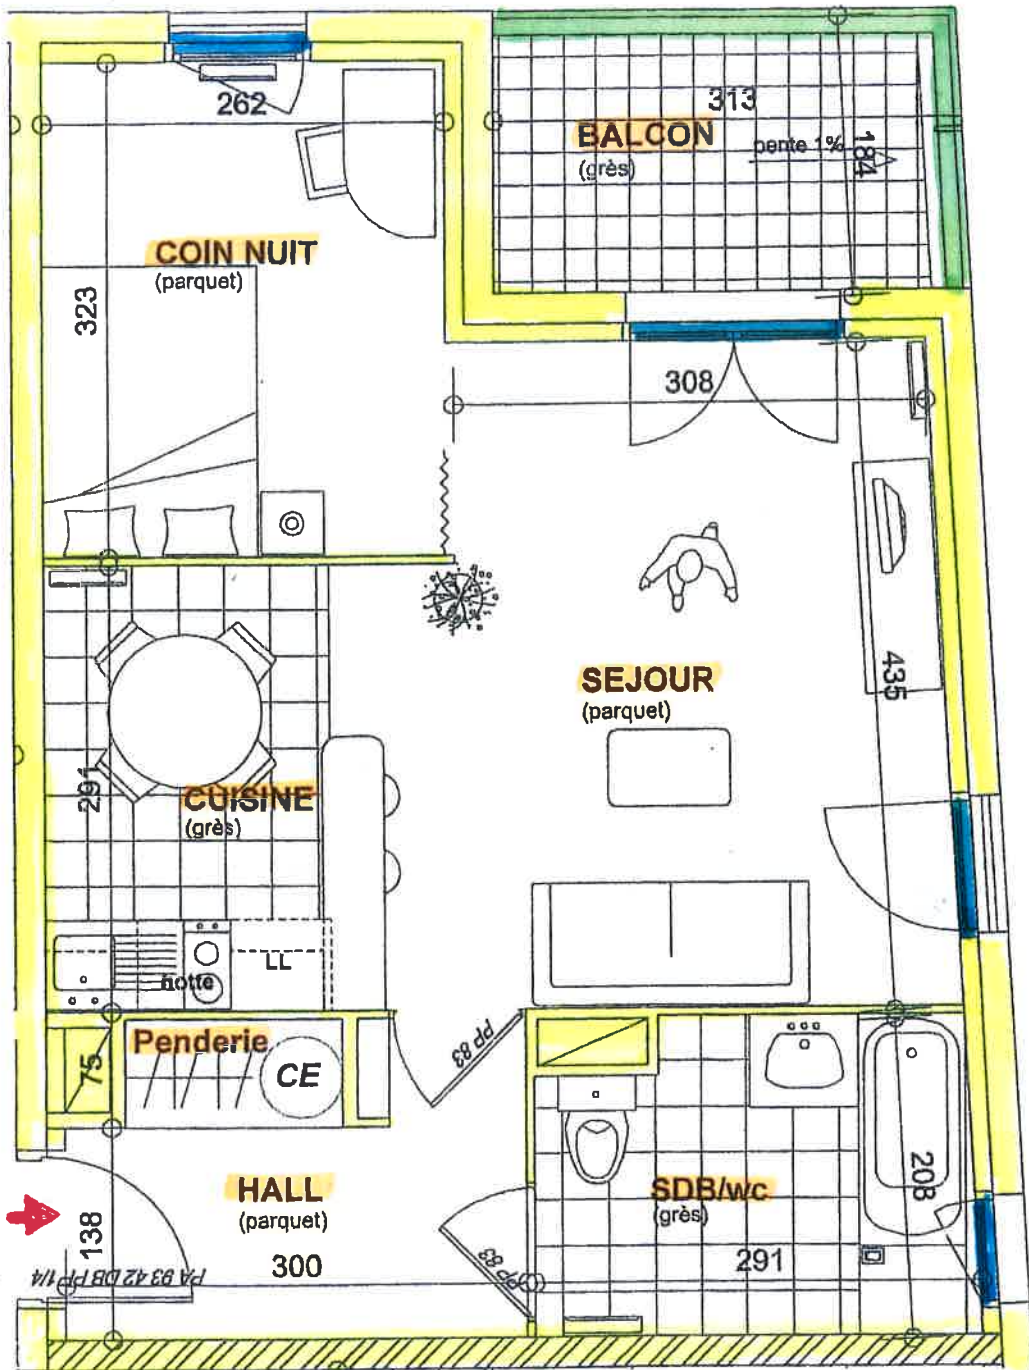 262
313
BALCON
(grès)
pente 1%
184
COIN NUIT
(parquet)
323
308
SEJOUR
(parquet)
435
291
CUISINE
(grès)
hotte
LL
Penderie
75
CE
PP 83
HALL
(parquet)
138
300
PA 93 42 DB PP 1/4
PP 83
SDB/wc
(grès)
208
291